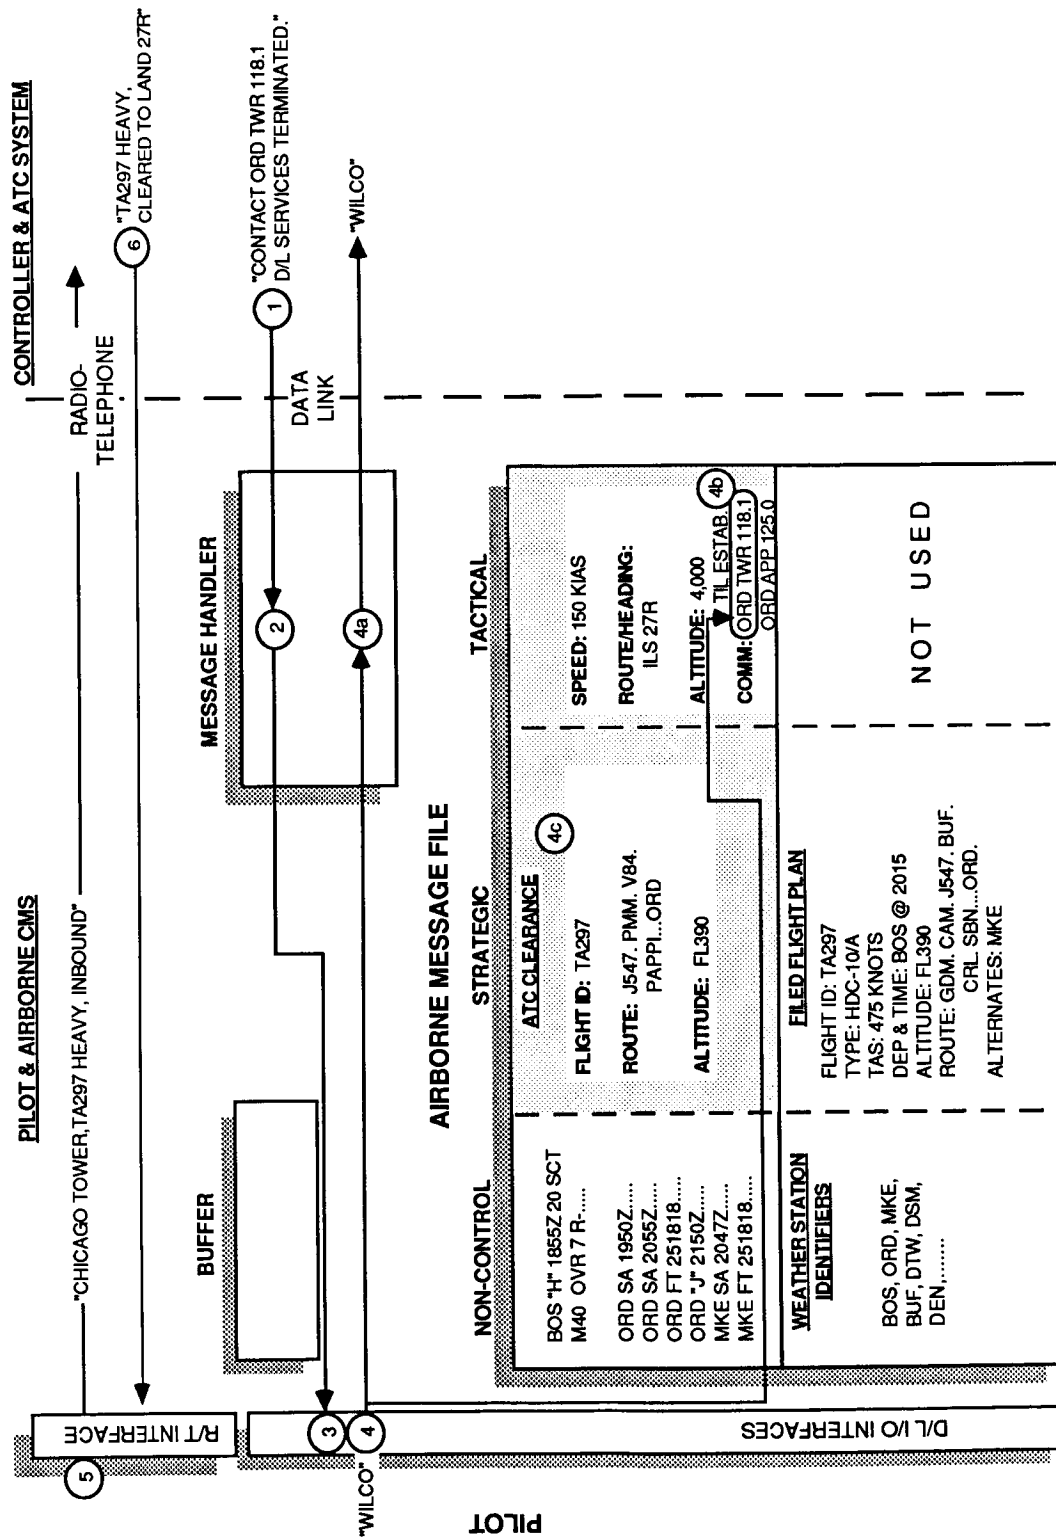 PILOT & AIRBORNE CMS
CONTROLLER & ATC SYSTEM
R/T INTERFACE
5
"CHICAGO TOWER,TA297 HEAVY, INBOUND"
RADIO-
TELEPHONE
6
"TA297 HEAVY,
CLEARED TO LAND 27R"
BUFFER
MESSAGE HANDLER
2
4a
DATA
LINK
1
"CONTACT ORD TWR 118.1
D/L SERVICES TERMINATED."
"WILCO"
3
4
"WILCO"
PILOT
D/L I/O INTERFACES
AIRBORNE MESSAGE FILE
NON-CONTROL
STRATEGIC
TACTICAL
BOS "H" 1855Z 20 SCT
M40 OVR 7 R-.....
ORD SA 1950Z.....
ORD SA 2055Z.....
ORD FT 251818.....
ORD "J" 2150Z.....
MKE SA 2047Z.....
MKE FT 251818.....
ATC CLEARANCE
4c
FLIGHT ID: TA297
ROUTE: J547. PMM. V84.
PAPPI...ORD
ALTITUDE: FL390
SPEED: 150 KIAS
ROUTE/HEADING:
ILS 27R
ALTITUDE: 4,000
TIL ESTAB.
4b
COMM: ORD TWR 118.1
ORD APP 125.0
WEATHER STATION
IDENTIFIERS
BOS, ORD, MKE,
BUF, DTW, DSM,
DEN,.......
FILED FLIGHT PLAN
FLIGHT ID: TA297
TYPE: HDC-10/A
TAS: 475 KNOTS
DEP & TIME: BOS @ 2015
ALTITUDE: FL390
ROUTE: GDM. CAM. J547. BUF.
CRL. SBN....ORD.
ALTERNATES: MKE
NOT USED